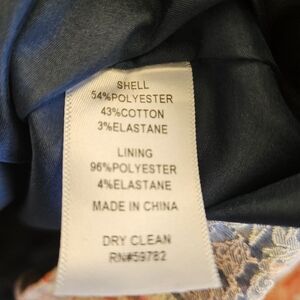 SHELL
54%POLYESTER
43%COTTON
3%ELASTANE
LINING
96%POLYESTER
4%ELASTANE
MADE IN CHINA
DRY CLEAN
RN#59782